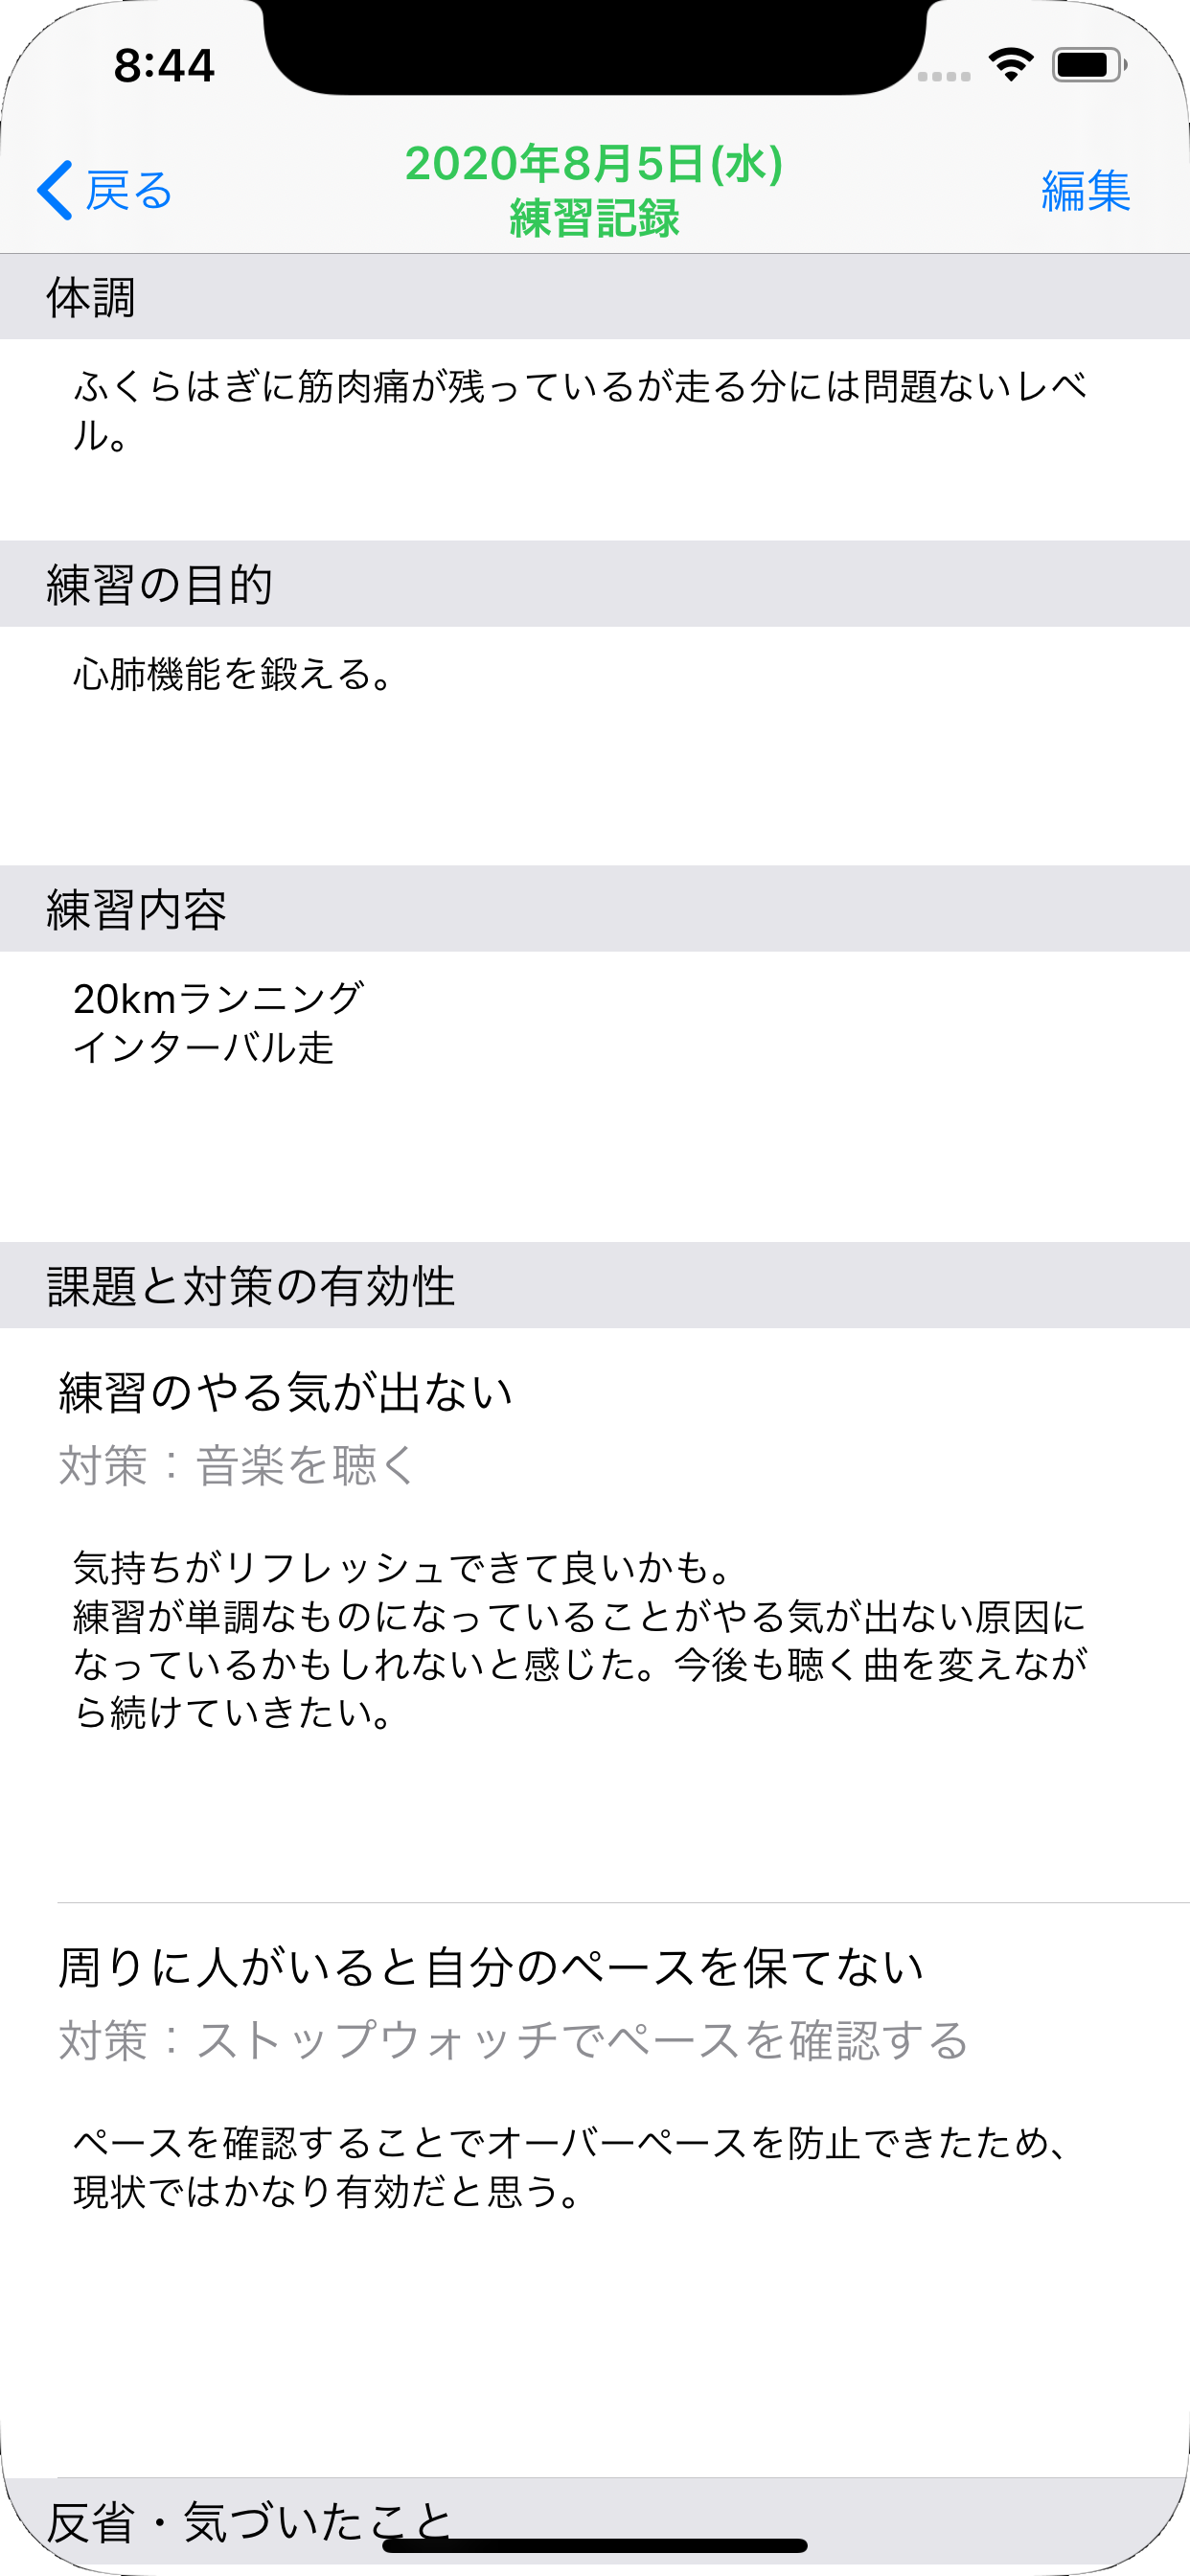 8:44
戻る
2020年8月5日(水)
練習記録
編集
体調
ふくらはぎに筋肉痛が残っているが走る分には問題ないレベ
ル。
練習の目的
心肺機能を鍛える。
練習内容
20kmランニング
インターバル走
課題と対策の有効性
練習のやる気が出ない
対策：音楽を聴く
気持ちがリフレッシュできて良いかも。
練習が単調なものになっていることがやる気が出ない原因に
なっているかもしれないと感じた。今後も聴く曲を変えなが
ら続けていきたい。
周りに人がいると自分のペースを保てない
対策：ストップウォッチでペースを確認する
ペースを確認することでオーバーペースを防止できたため、
現状ではかなり有効だと思う。
反省・気づいたこと